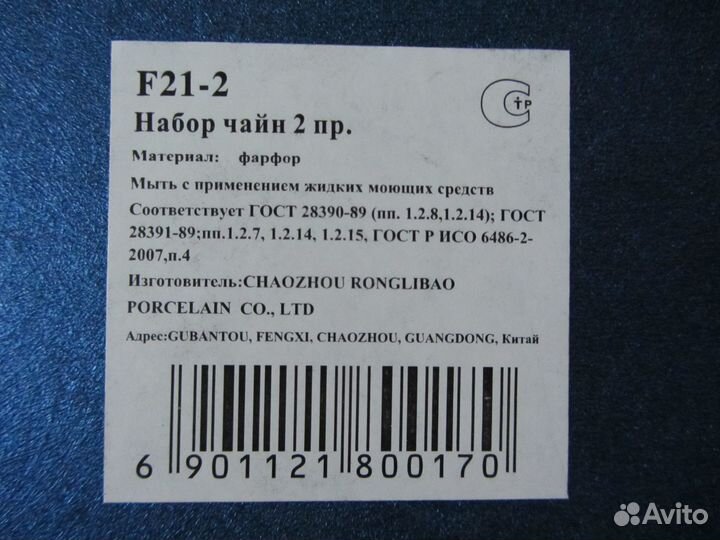 F21-2
Набор чайн 2 пр.
Материал: фарфор
Мыть с применением жидких моющих средств
Соответствует ГОСТ 28390-89 (пп. 1.2.8,1.2.14); ГОСТ
28391-89;пп.1.2.7, 1.2.14, 1.2.15, ГОСТ Р ИСО 6486-2-
2007,п.4
Изготовитель:CHAOZHOU RONGLIBAO
PORCELAIN CO., LTD
Адрес:GUBANTOU, FENGXI, CHAOZHOU, GUANGDONG, Китай
6 901121 800170
Avito